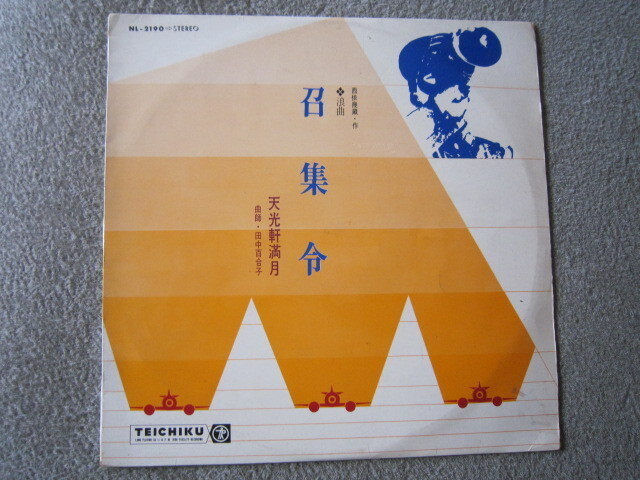 NL-2190 STEREO
浪曲
召集令
天光軒満月
曲師・田中百合子
TEICHIKU